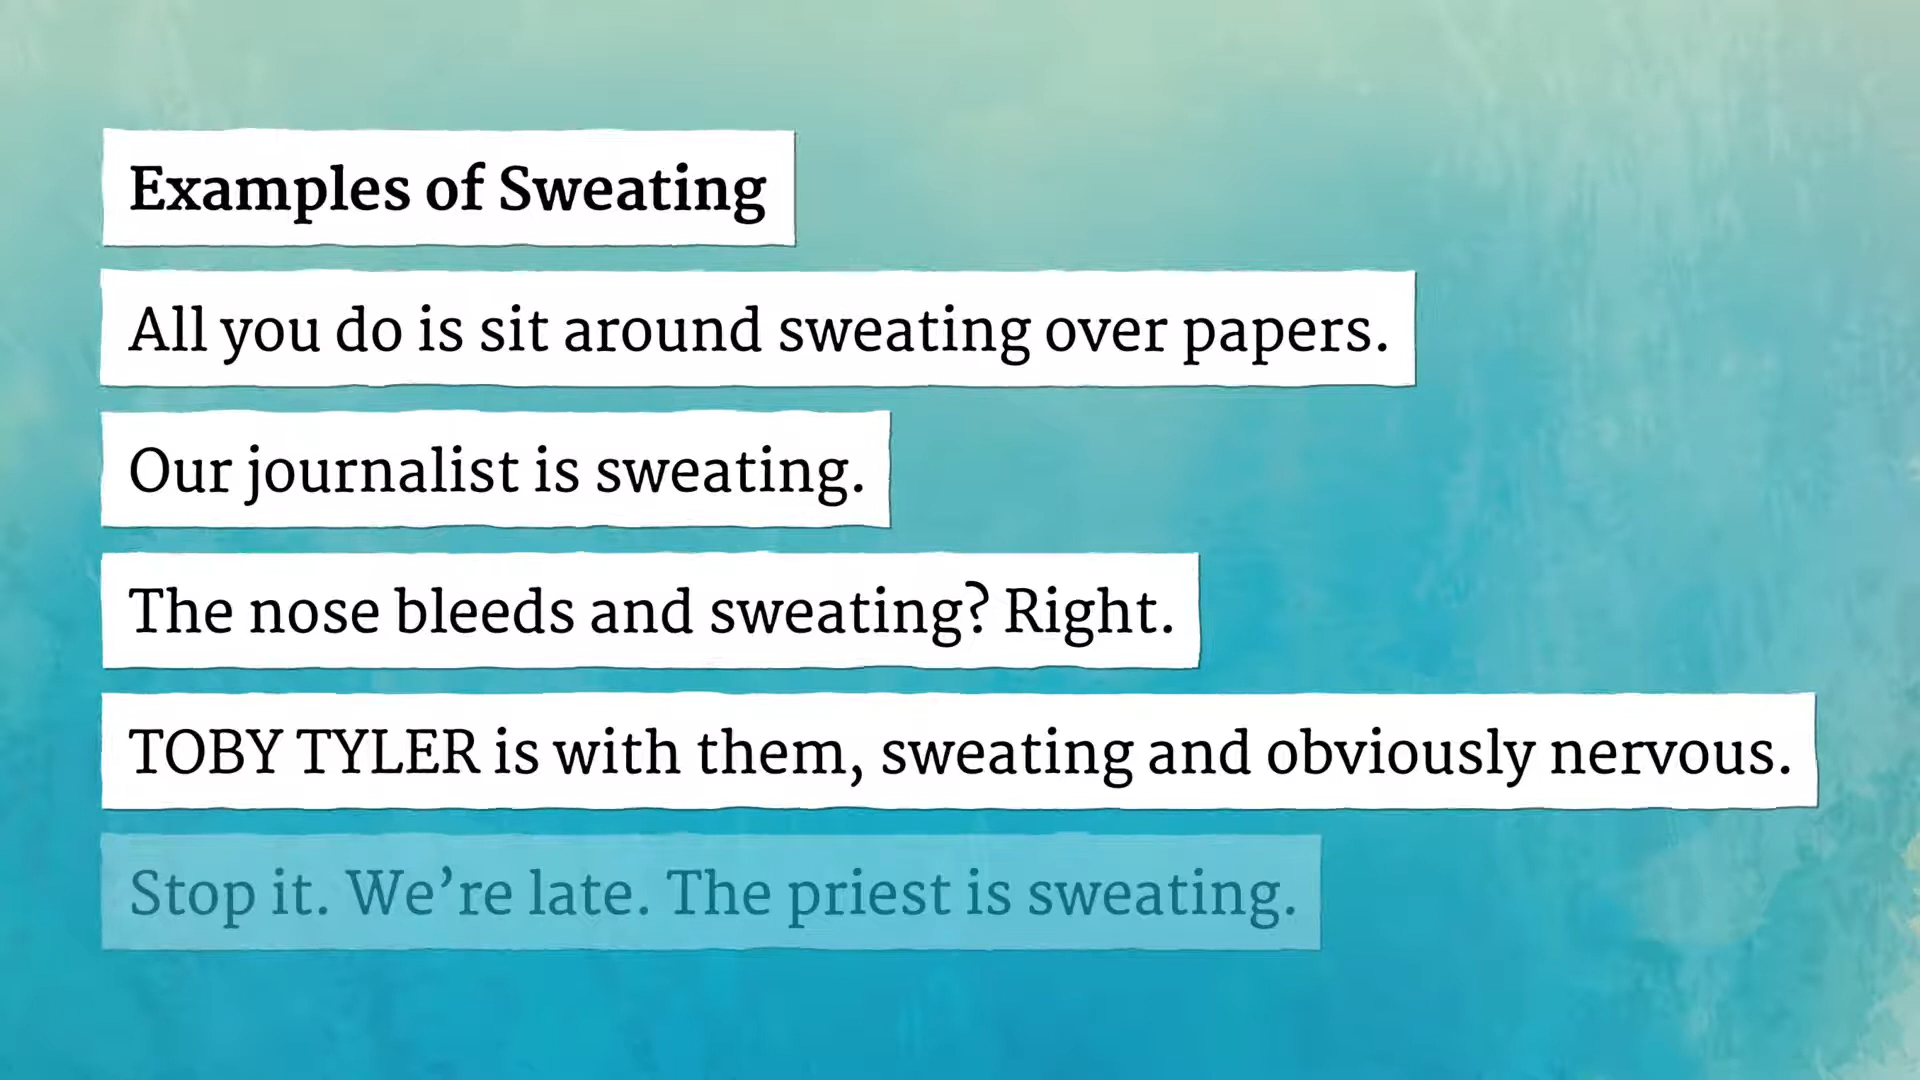 Examples of Sweating
All you do is sit around sweating over papers.
Our journalist is sweating.
The nose bleeds and sweating? Right.
TOBY TYLER is with them, sweating and obviously nervous.
Stop it. We’re late. The priest is sweating.